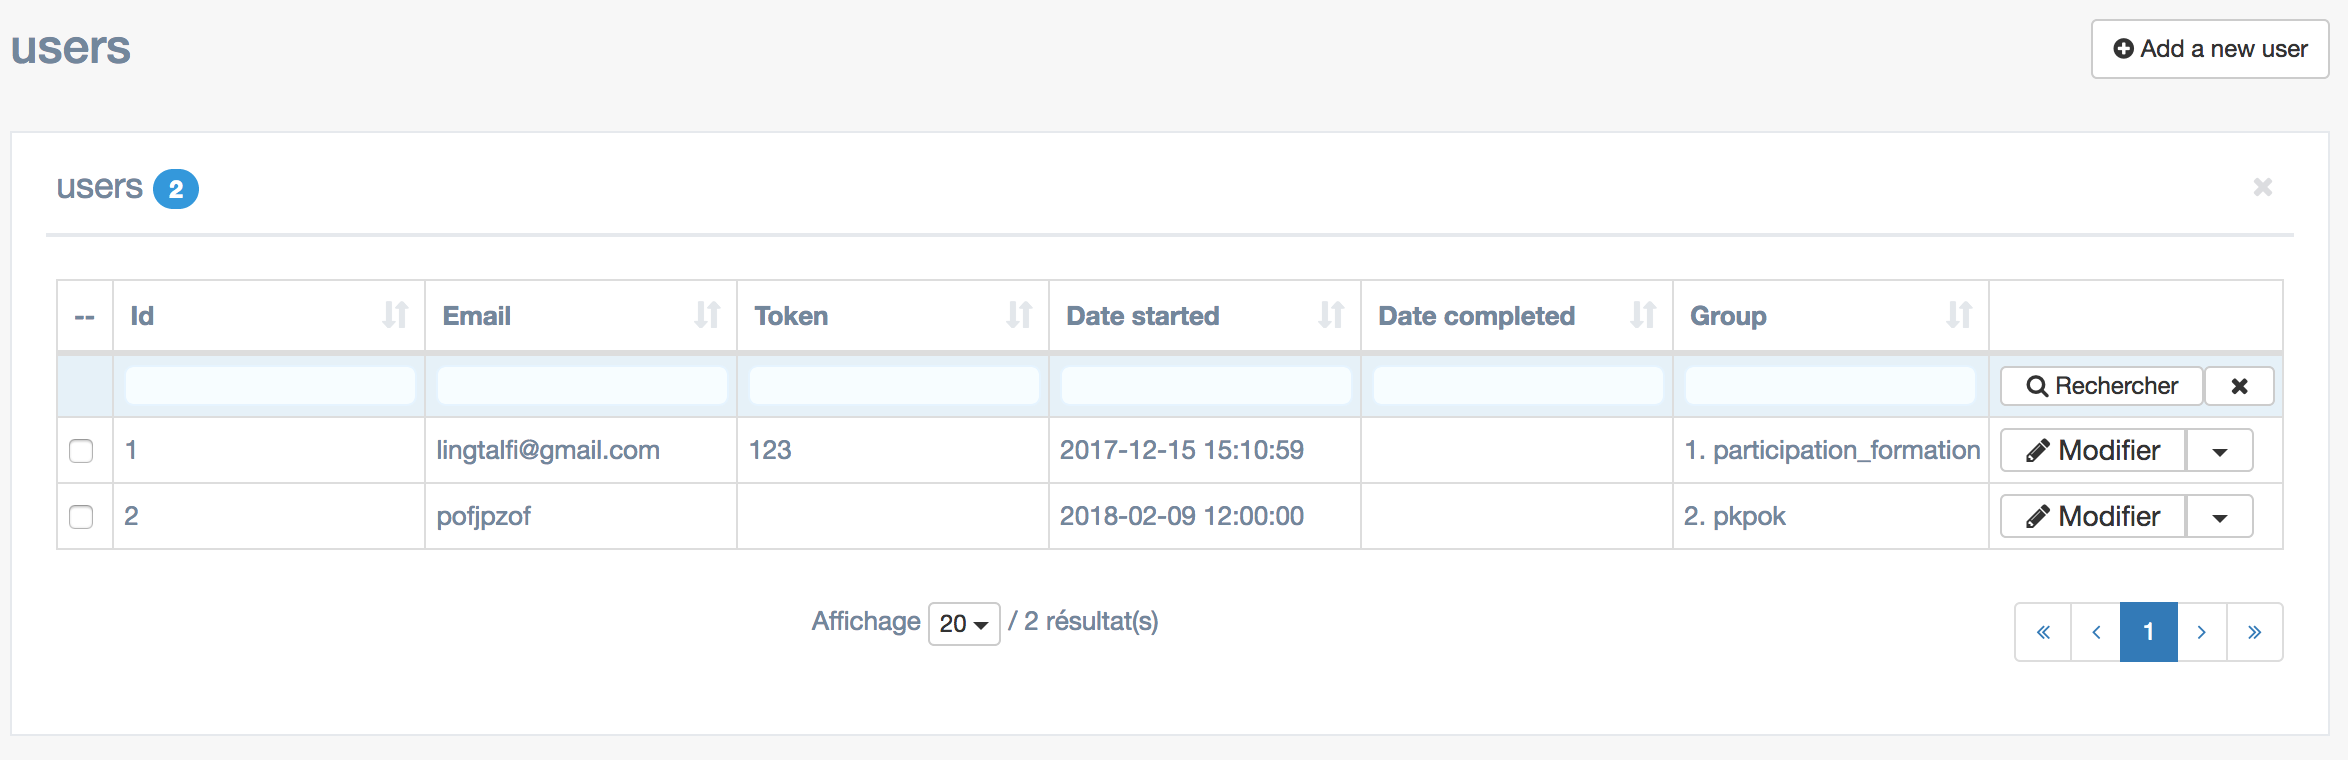 users
Add a new user
users 2
-- Id Email Token Date started Date completed Group
Rechercher
1 lingtalfi@gmail.com 123 2017-12-15 15:10:59 1. participation_formation Modifier
2 pofjpzof 2018-02-09 12:00:00 2. pkpok Modifier
Affichage 20 / 2 résultat(s)
« ‹ 1 › »